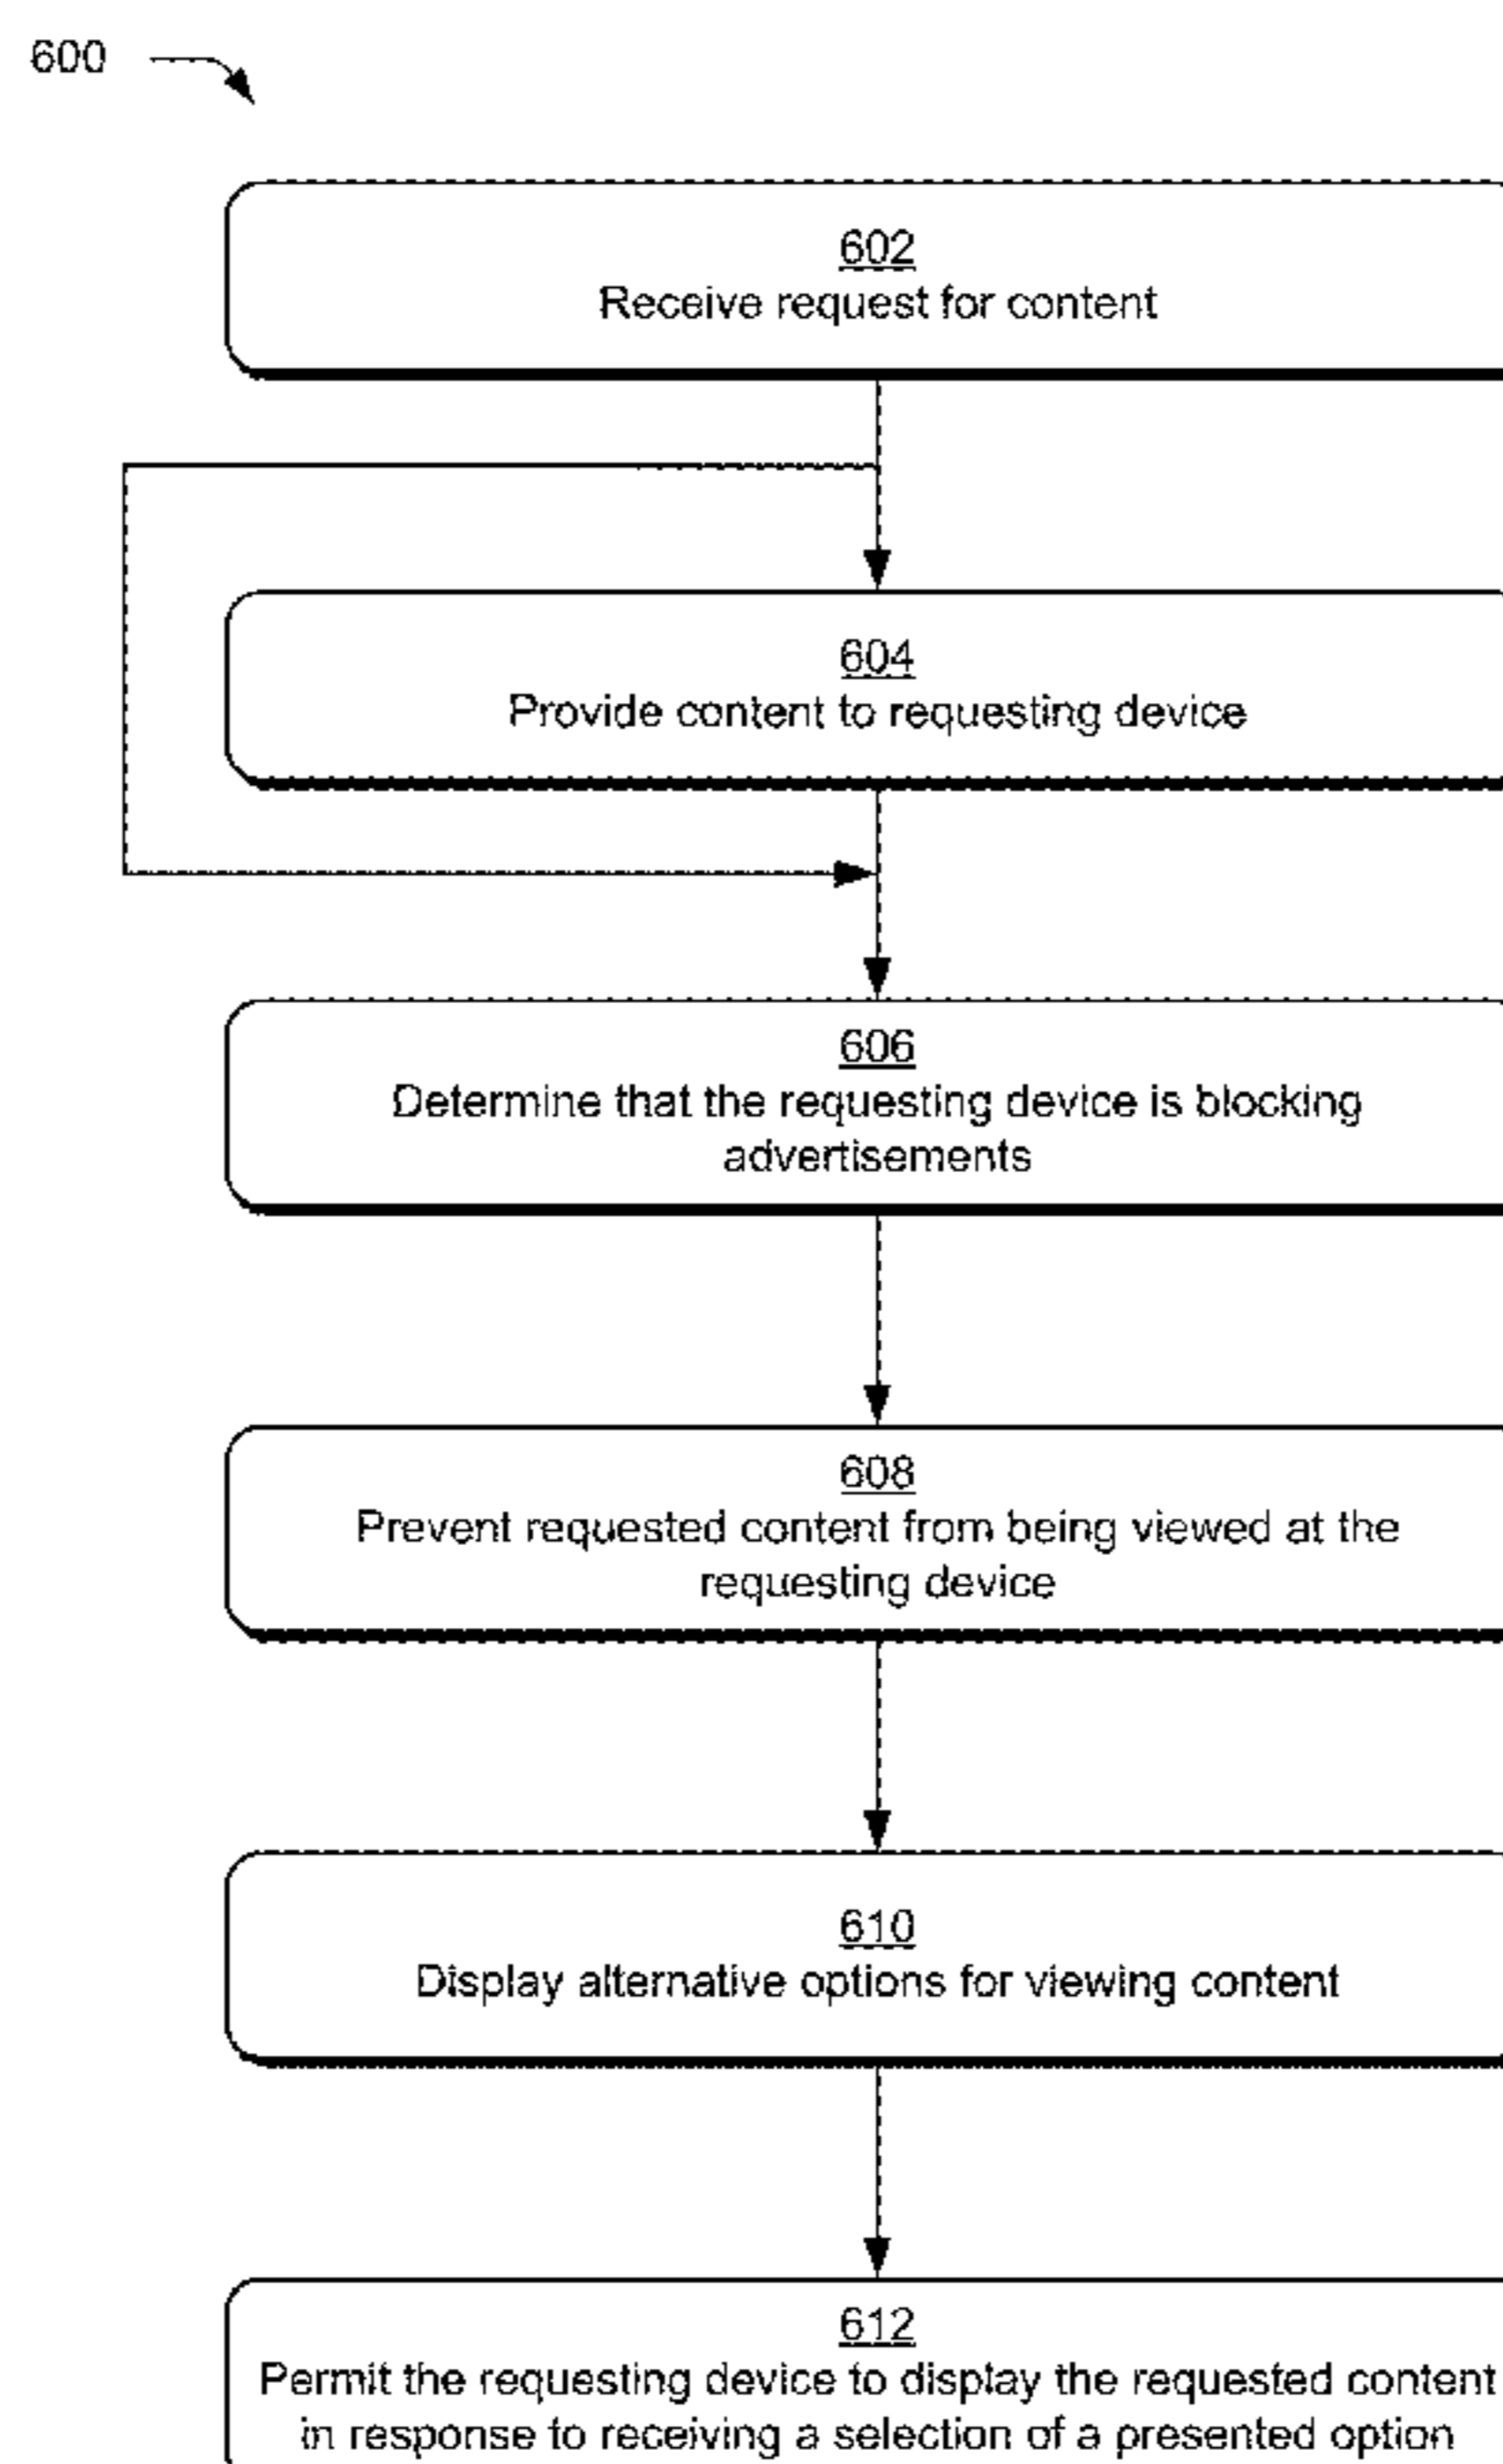 600
602
Receive request for content
604
Provide content to requesting device
606
Determine that the requesting device is blocking
advertisements
608
Prevent requested content from being viewed at the
requesting device
610
Display alternative options for viewing content
612
Permit the requesting device to display the requested content
in response to receiving a selection of a presented option